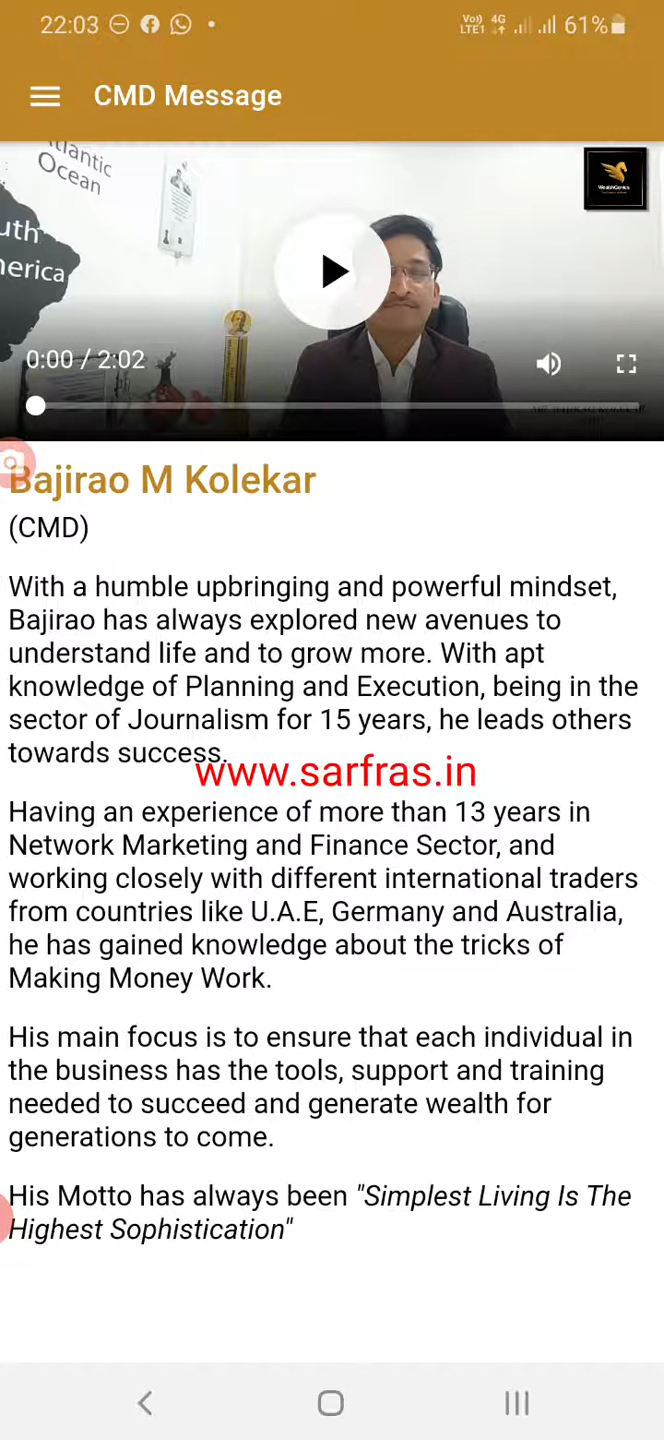 22:03
Vo)) 4G
LTE1
61%
CMD Message
Atlantic
Ocean
uth
merica
WealthGenics
0:00 / 2:02
Bajirao M Kolekar
(CMD)
With a humble upbringing and powerful mindset,
Bajirao has always explored new avenues to
understand life and to grow more. With apt
knowledge of Planning and Execution, being in the
sector of Journalism for 15 years, he leads others
towards success.
www.sarfras.in
Having an experience of more than 13 years in
Network Marketing and Finance Sector, and
working closely with different international traders
from countries like U.A.E, Germany and Australia,
he has gained knowledge about the tricks of
Making Money Work.
His main focus is to ensure that each individual in
the business has the tools, support and training
needed to succeed and generate wealth for
generations to come.
His Motto has always been "Simplest Living Is The
Highest Sophistication"